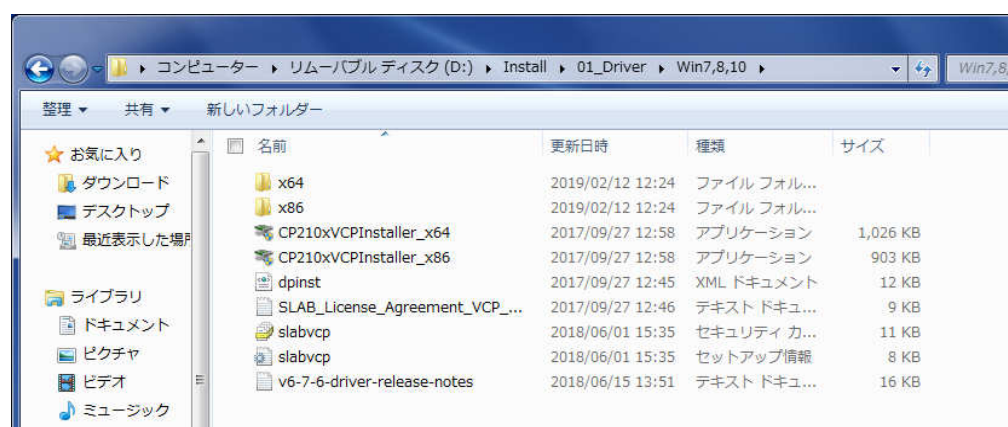 コンピューター ▸ リムーバブル ディスク (D:) ▸ Install ▸ 01_Driver ▸ Win7,8,10 ▸
Win7,8,
整理 共有 新しいフォルダー
お気に入り
ダウンロード
デスクトップ
最近表示した場所
ライブラリ
ドキュメント
ピクチャ
ビデオ
ミュージック
名前 更新日時 種類 サイズ
x64 2019/02/12 12:24 ファイル フォル...
x86 2019/02/12 12:24 ファイル フォル...
CP210xVCPInstaller_x64 2017/09/27 12:58 アプリケーション 1,026 KB
CP210xVCPInstaller_x86 2017/09/27 12:58 アプリケーション 903 KB
dpinst 2017/09/27 12:45 XML ドキュメント 12 KB
SLAB_License_Agreement_VCP_... 2017/09/27 12:46 テキスト ドキュ... 9 KB
slabvcp 2018/06/01 15:35 セキュリティ カ... 11 KB
slabvcp 2018/06/01 15:35 セットアップ情報 8 KB
v6-7-6-driver-release-notes 2018/06/15 13:51 テキスト ドキュ... 16 KB